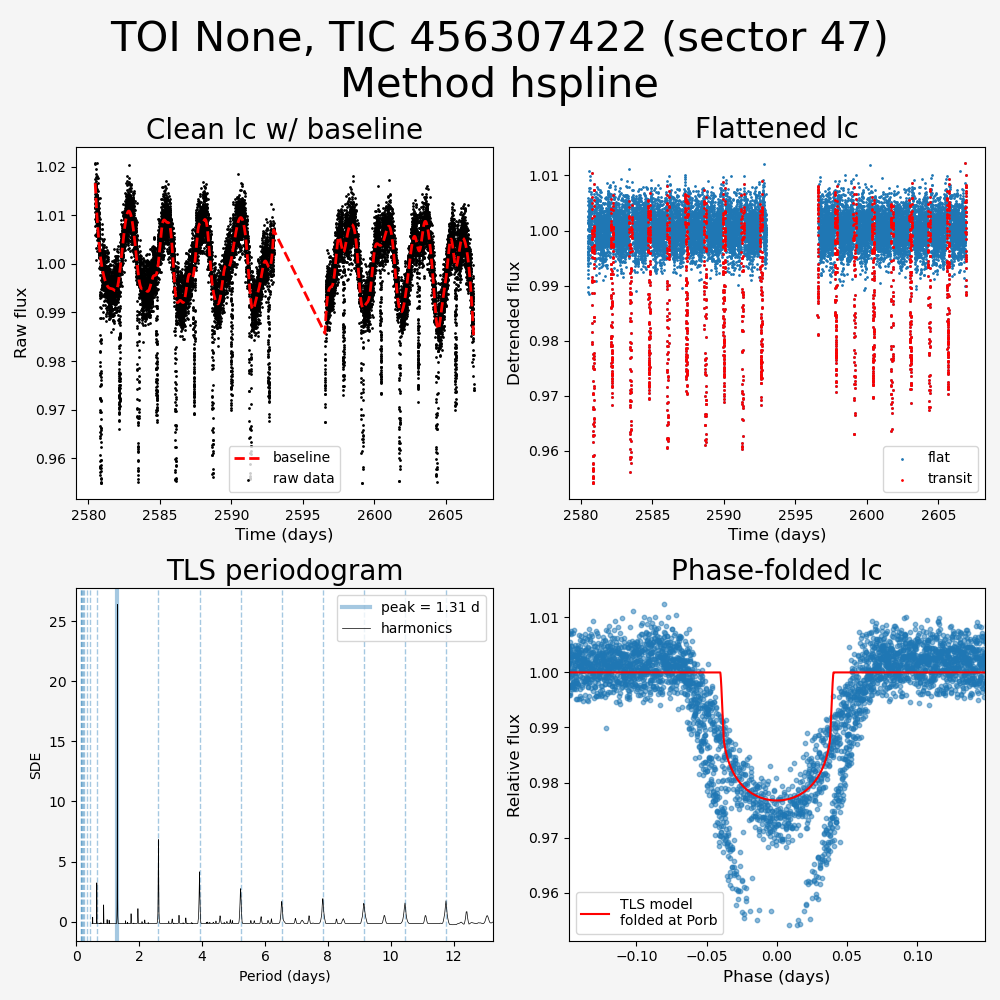 TOI None, TIC 456307422 (sector 47)
Method hspline
Clean lc w/ baseline
Raw flux
1.02
1.01
1.00
0.99
0.98
0.97
0.96
baseline
raw data
2580
2585
2590
2595
2600
2605
Time (days)
Flattened lc
Detrended flux
1.01
1.00
0.99
0.98
0.97
0.96
flat
transit
2580
2585
2590
2595
2600
2605
Time (days)
TLS periodogram
SDE
25
20
15
10
5
0
peak = 1.31 d
harmonics
0
2
4
6
8
10
12
Period (days)
Phase-folded lc
Relative flux
1.01
1.00
0.99
0.98
0.97
0.96
TLS model
folded at Porb
−0.10
−0.05
0.00
0.05
0.10
Phase (days)